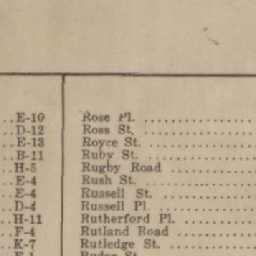 E-10 Rose Pl.
D-12 Ross St.
E-13 Royce St.
B-11 Ruby St.
H-5 Rugby Road
E-4 Rush St.
E-4 Russell St.
D-4 Russell Pl.
H-11 Rutherford Pl.
F-4 Rutland Road
K-7 Rutledge St.